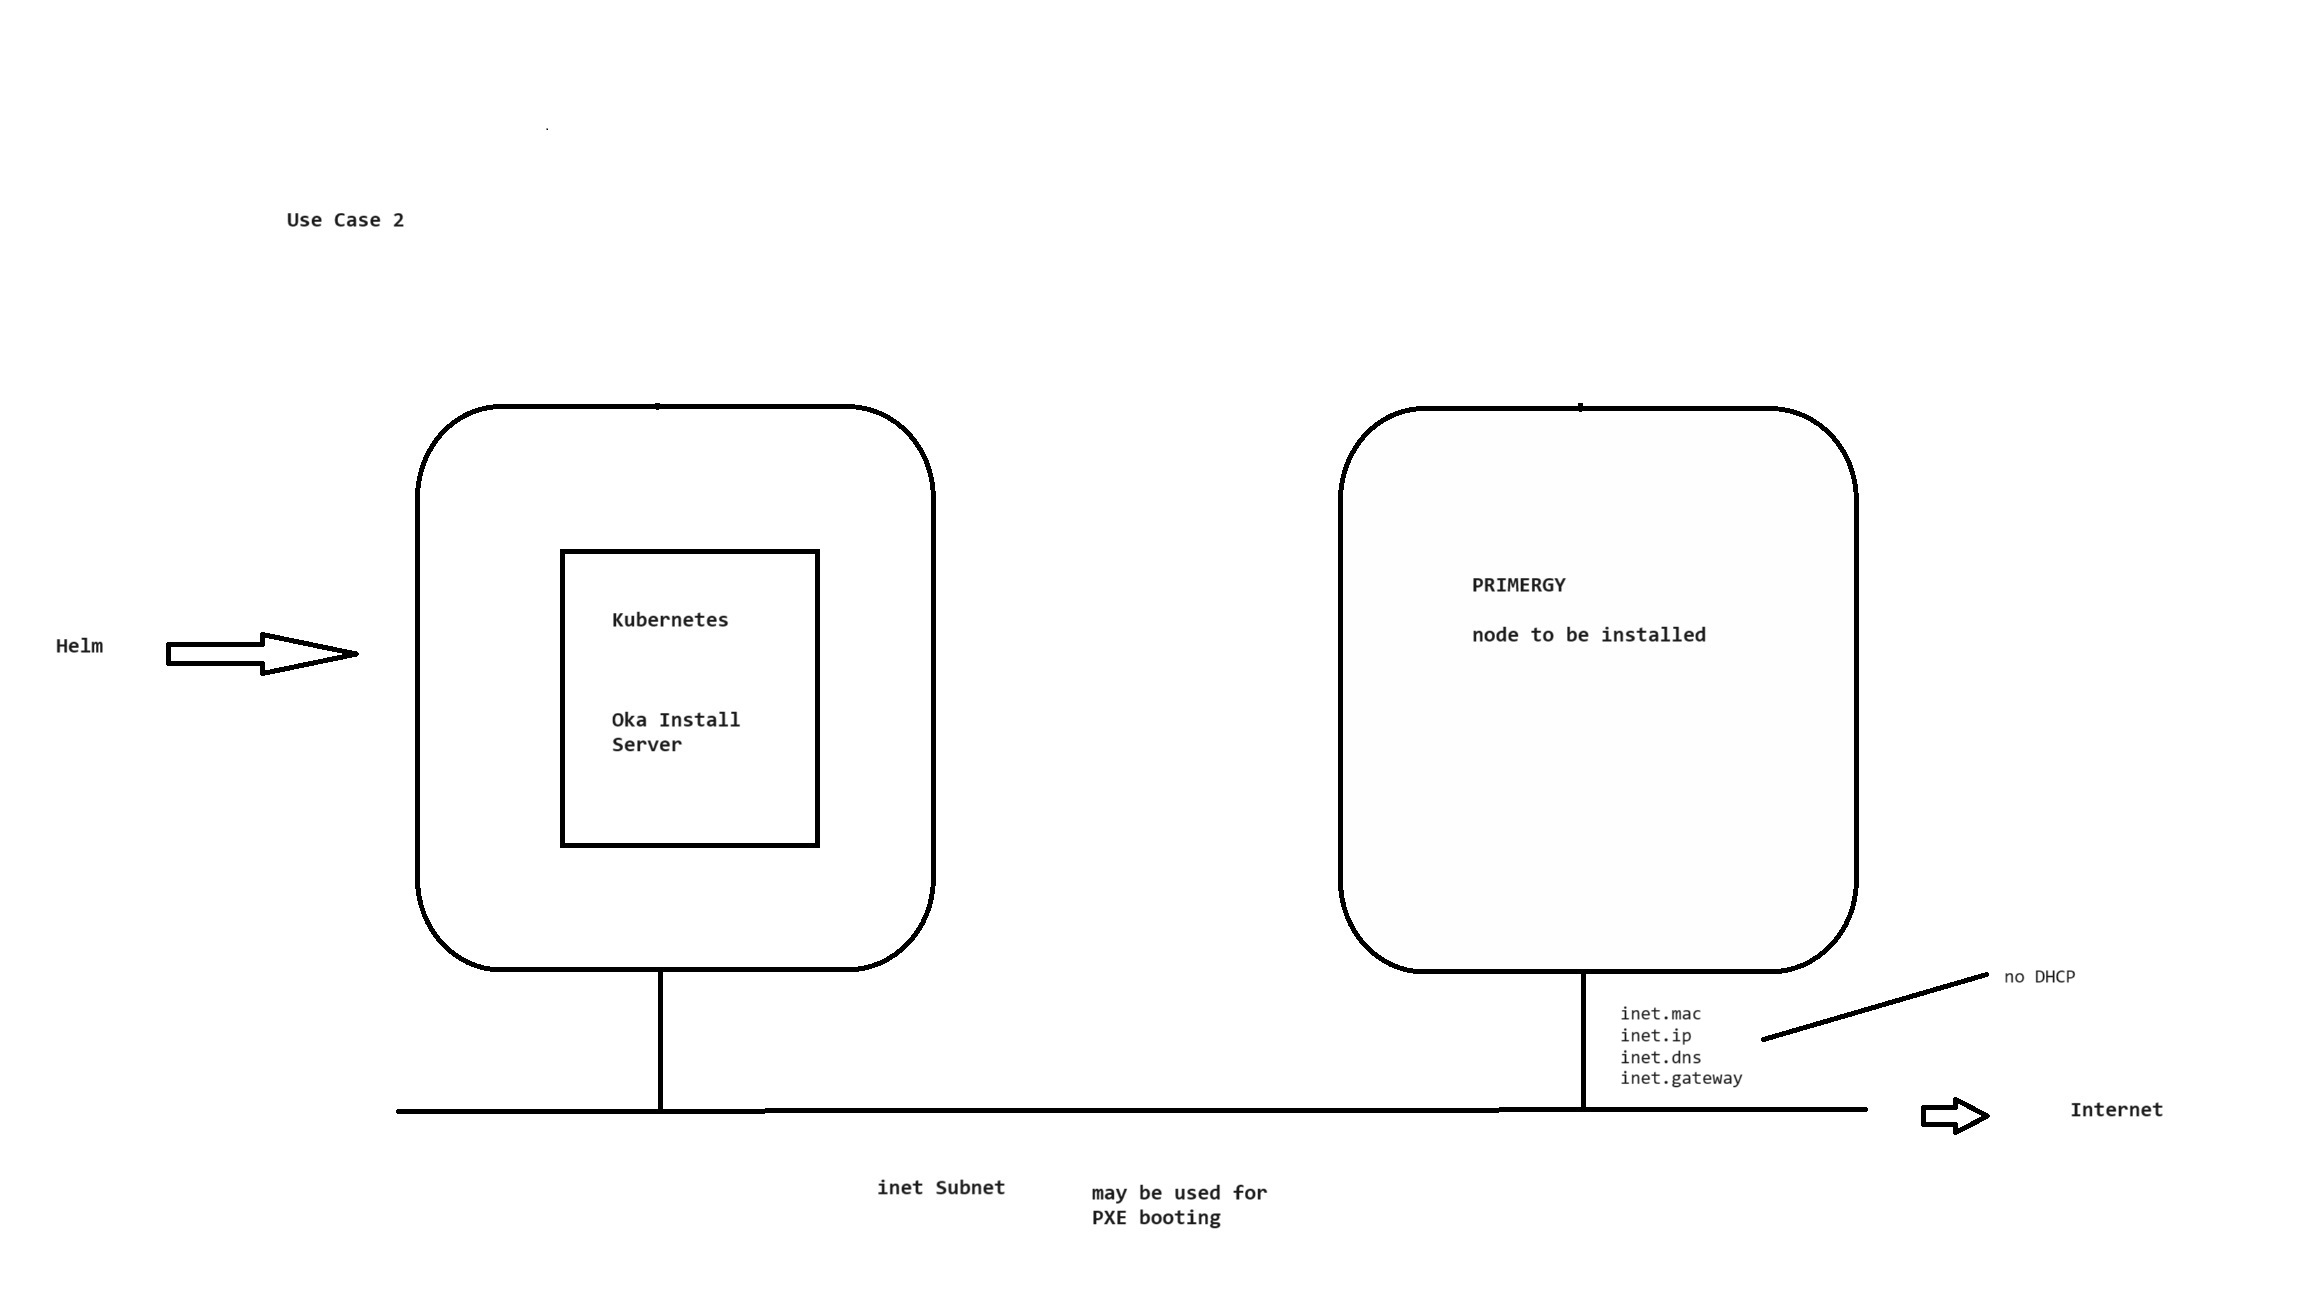 Use Case 2
Helm
Kubernetes
Oka Install
Server
PRIMERGY
node to be installed
no DHCP
inet.mac
inet.ip
inet.dns
inet.gateway
Internet
inet Subnet
may be used for
PXE booting